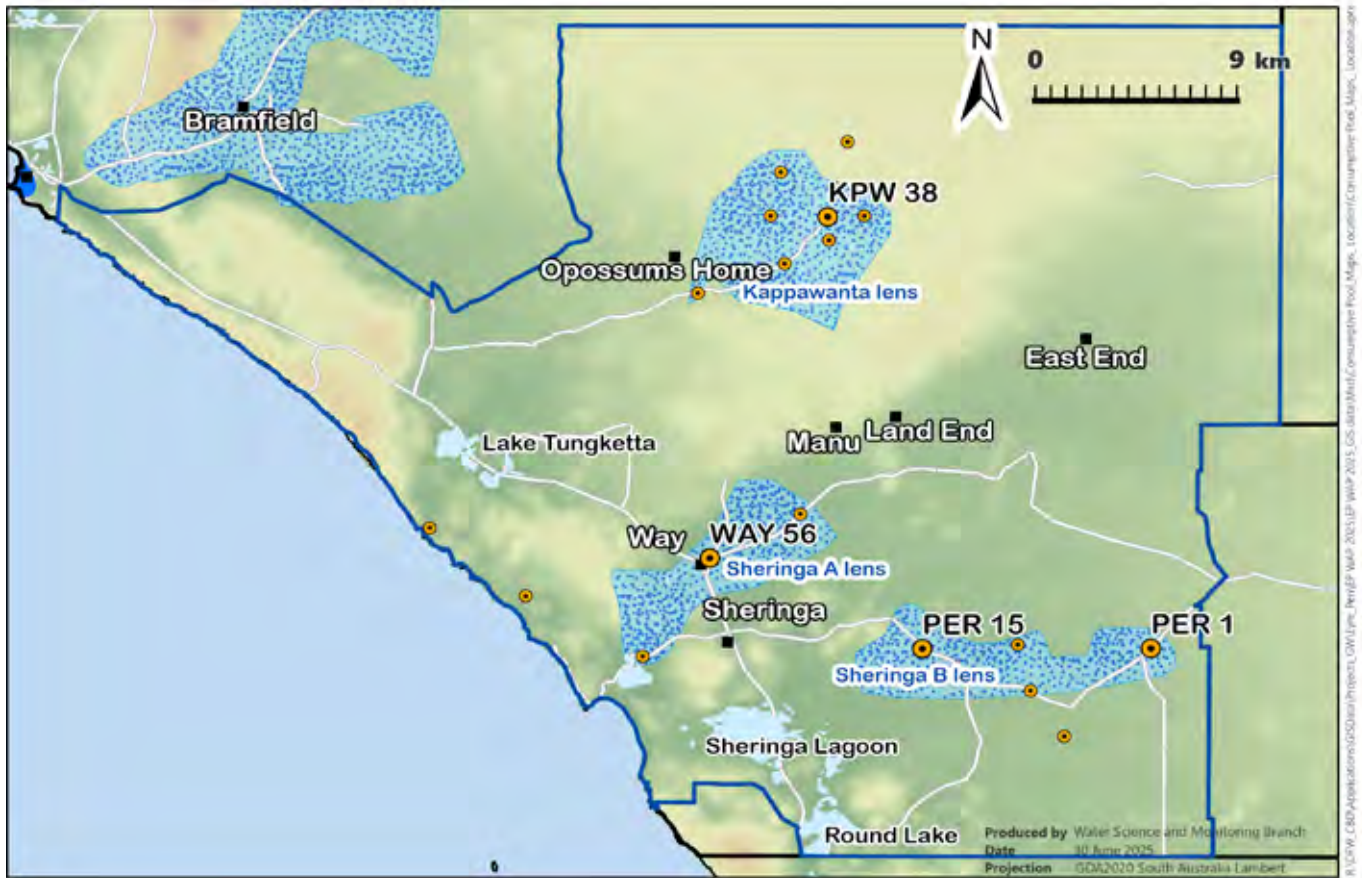 N
0 9 km
Bramfield
KPW 38
Opossums Home
Kappawanta lens
East End
Manu
Land End
Lake Tungketta
Way
WAY 56
Sheringa A lens
Sheringa
PER 15
PER 1
Sheringa B lens
Sheringa Lagoon
Round Lake
Produced by Water Science and Monitoring Branch
Date 30 June 2025
Projection GDA2020 South Australia Lambert